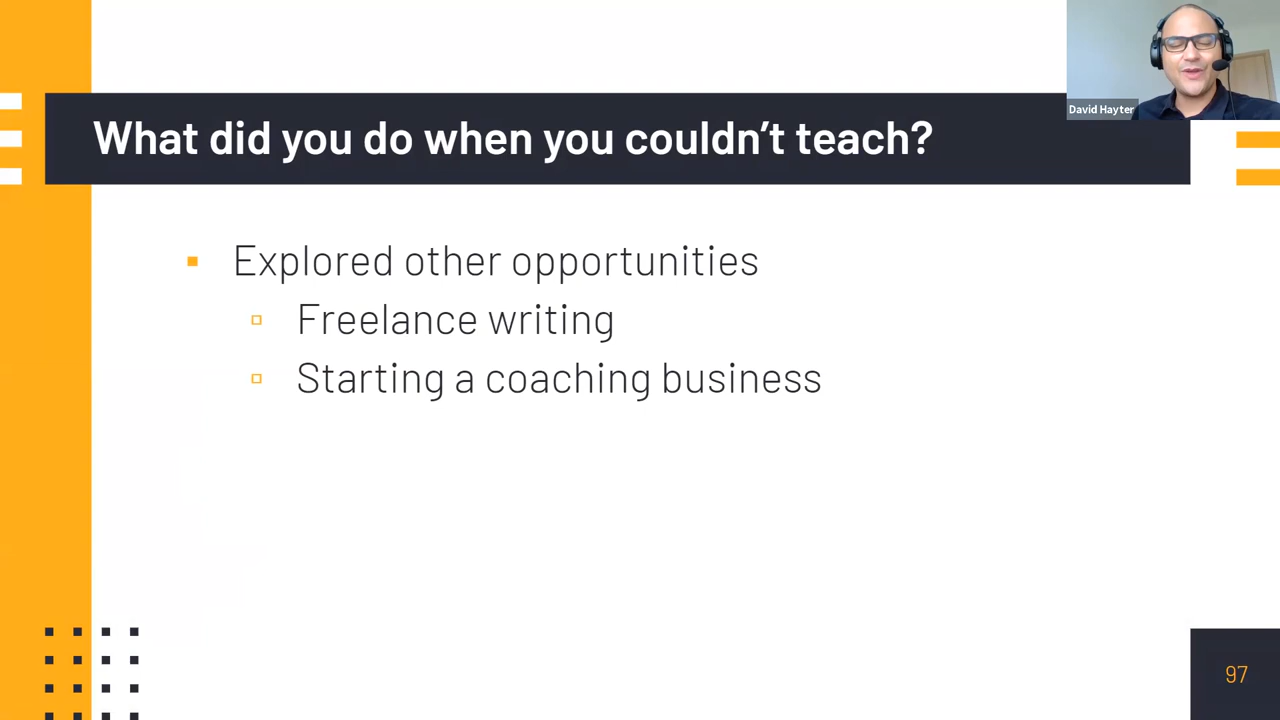 David Hayter
What did you do when you couldn’t teach?
Explored other opportunities
Freelance writing
Starting a coaching business
97